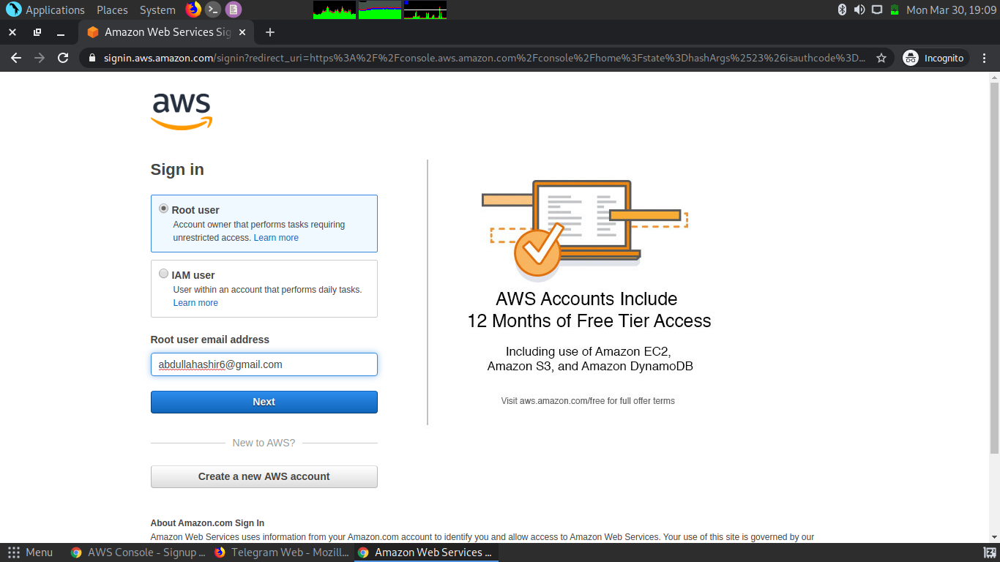 Applications Places System Mon Mar 30, 19:09
Amazon Web Services Sig
signin.aws.amazon.com/signin?redirect_uri=https%3A%2F%2Fconsole.aws.amazon.com%2Fconsole%2Fhome%3Fstate%3DhashArgs%2523%26isauthcode%3D... Incognito
aws
Sign in
Root user
Account owner that performs tasks requiring
unrestricted access. Learn more
IAM user
User within an account that performs daily tasks.
Learn more
Root user email address
abdullahashir6@gmail.com
Next
New to AWS?
Create a new AWS account
AWS Accounts Include
12 Months of Free Tier Access
Including use of Amazon EC2,
Amazon S3, and Amazon DynamoDB
Visit aws.amazon.com/free for full offer terms
About Amazon.com Sign In
Amazon Web Services uses information from your Amazon.com account to identify you and allow access to Amazon Web Services. Your use of this site is governed by our
Menu AWS Console - Signup ... Telegram Web - Mozill... Amazon Web Services ...